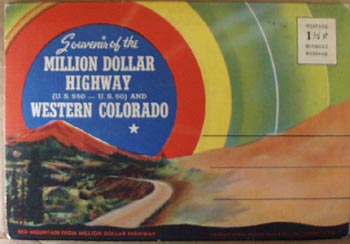 Souvenir of the
MILLION DOLLAR
HIGHWAY
(U.S. 550 — U.S. 50) AND
WESTERN COLORADO
POSTAGE
1½¢
WITHOUT
MESSAGE
RED MOUNTAIN FROM MILLION DOLLAR HIGHWAY